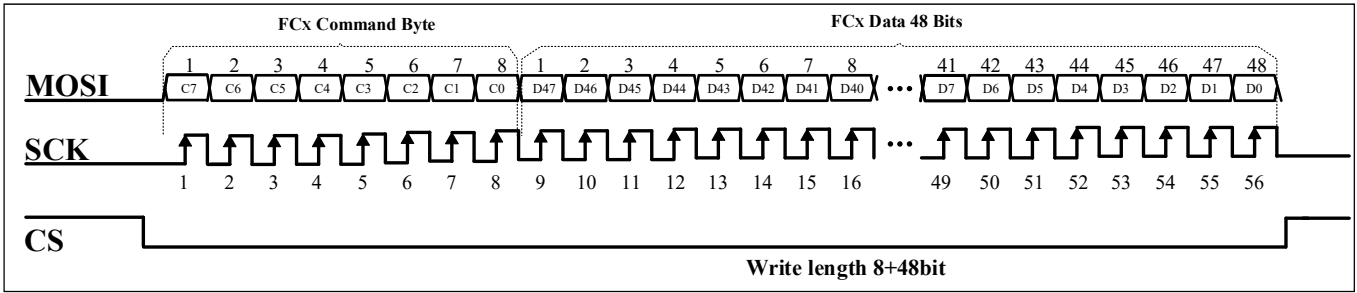 FCx Command Byte FCx Data 48 Bits
1 2 3 4 5 6 7 8 1 2 3 4 5 6 7 8 41 42 43 44 45 46 47 48
MOSI C7 C6 C5 C4 C3 C2 C1 C0 D47 D46 D45 D44 D43 D42 D41 D40 ••• D7 D6 D5 D4 D3 D2 D1 D0
SCK •••
1 2 3 4 5 6 7 8 9 10 11 12 13 14 15 16 49 50 51 52 53 54 55 56
CS
Write length 8+48bit